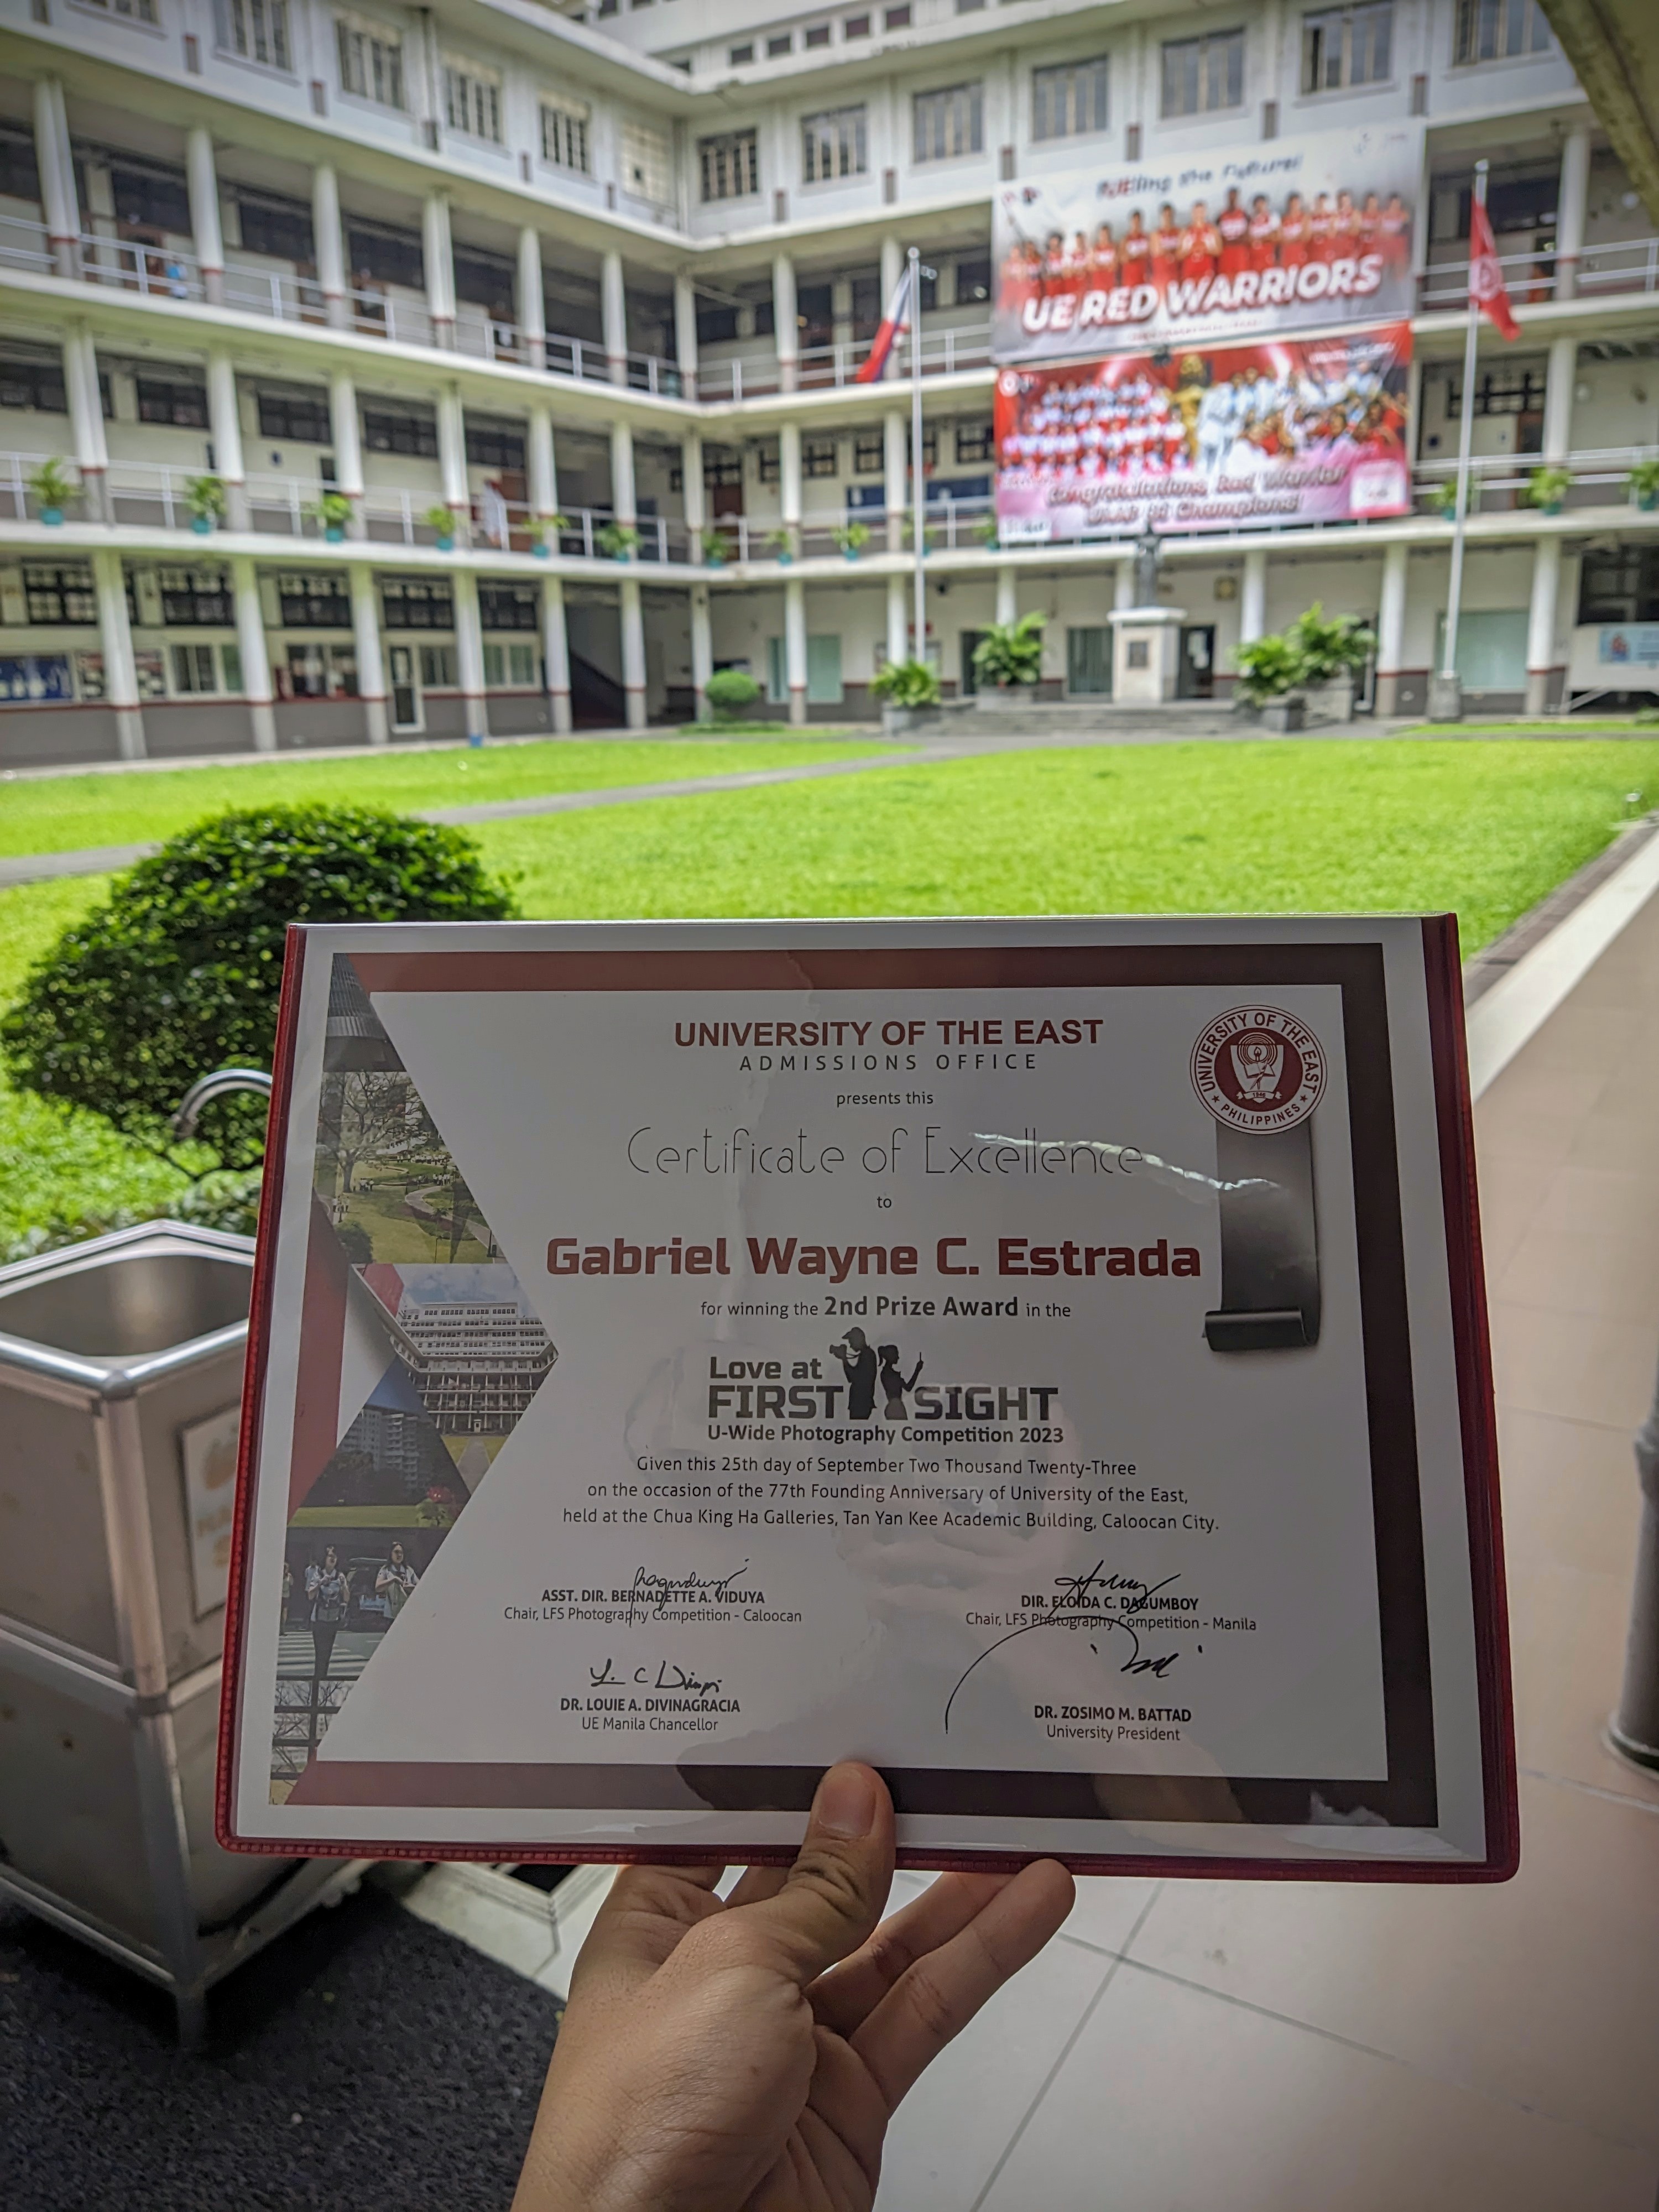 UE RED WARRIORS
Congratulations, Red Warrior
Champions!
UNIVERSITY OF THE EAST
ADMISSIONS OFFICE
presents this
Certificate of Excellence
to
Gabriel Wayne C. Estrada
for winning the 2nd Prize Award in the
Love at
FIRST SIGHT
U-Wide Photography Competition 2023
Given this 25th day of September Two Thousand Twenty-Three
on the occasion of the 77th Founding Anniversary of University of the East,
held at the Chua King Ha Galleries, Tan Yan Kee Academic Building, Caloocan City.
ASST. DIR. BERNADETTE A. VIDUYA
Chair, LFS Photography Competition - Caloocan
DIR. ELOIDA C. DAGUMBOY
Chair, LFS Photography Competition - Manila
DR. LOUIE A. DIVINAGRACIA
UE Manila Chancellor
DR. ZOSIMO M. BATTAD
University President
UNIVERSITY OF THE EAST
1946
★ PHILIPPINES ★